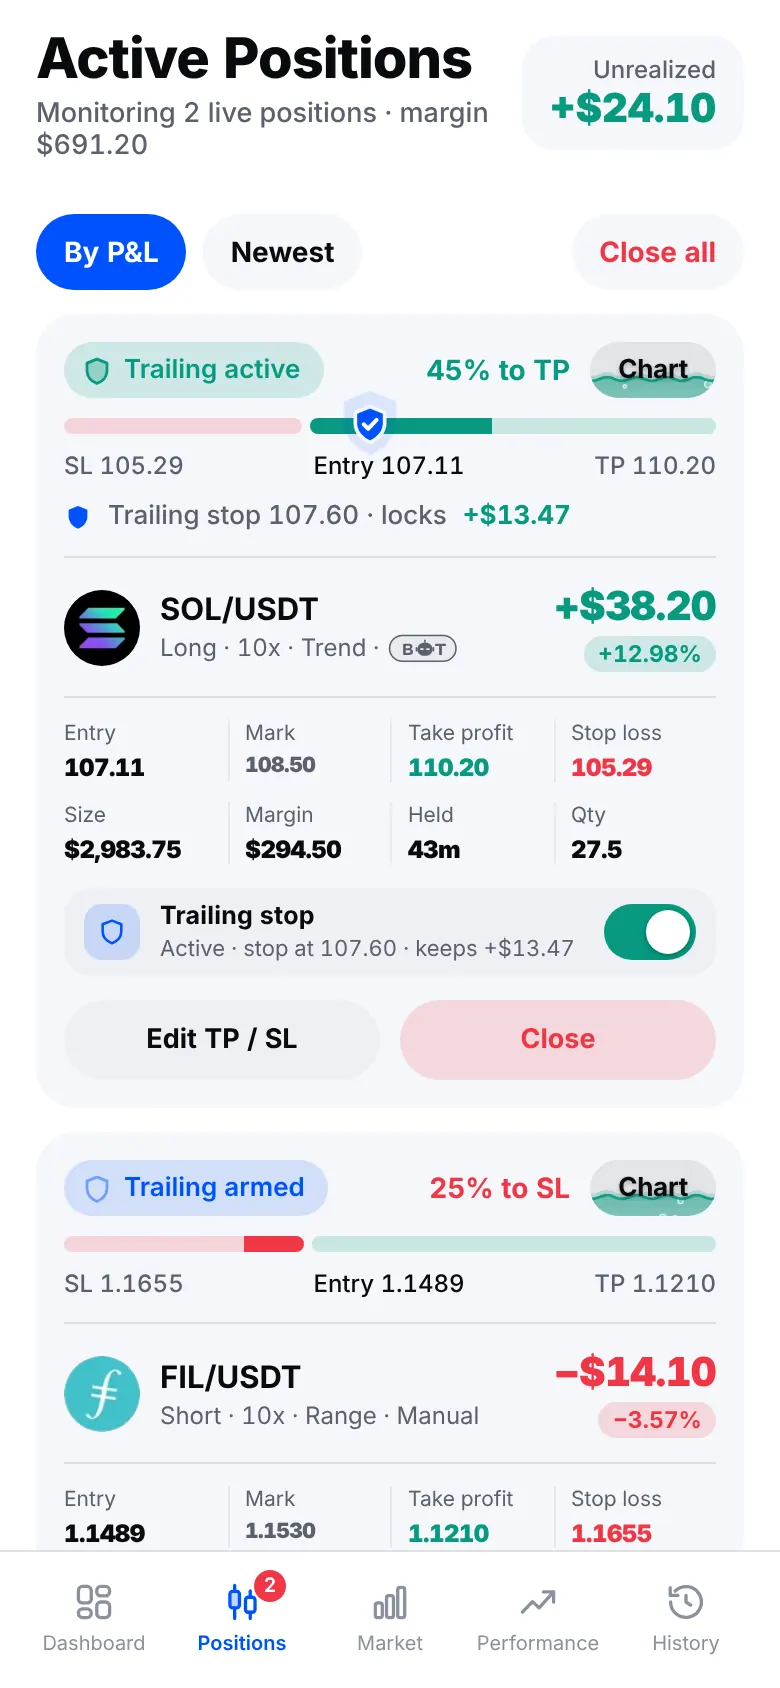 Active Positions
Monitoring 2 live positions · margin
$691.20
Unrealized
+$24.10
By P&L
Newest
Close all
Trailing active
45% to TP
Chart
SL 105.29
Entry 107.11
TP 110.20
Trailing stop 107.60 · locks +$13.47
SOL/USDT
Long · 10x · Trend · BOT
+$38.20
+12.98%
Entry
107.11
Mark
108.50
Take profit
110.20
Stop loss
105.29
Size
$2,983.75
Margin
$294.50
Held
43m
Qty
27.5
Trailing stop
Active · stop at 107.60 · keeps +$13.47
Edit TP / SL
Close
Trailing armed
25% to SL
Chart
SL 1.1655
Entry 1.1489
TP 1.1210
FIL/USDT
Short · 10x · Range · Manual
−$14.10
−3.57%
Entry
1.1489
Mark
1.1530
Take profit
1.1210
Stop loss
1.1655
Dashboard
2
Positions
Market
Performance
History